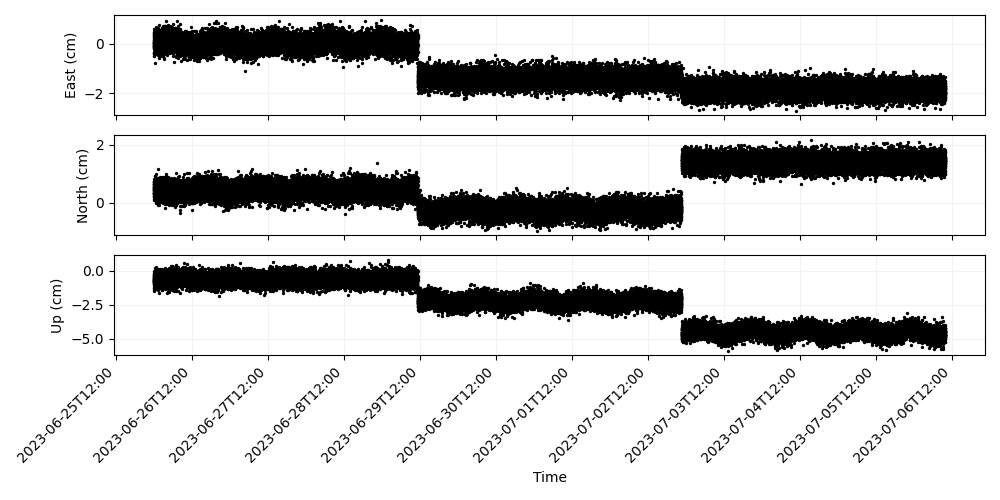 East (cm)
0
−2
North (cm)
2
0
Up (cm)
0.0
−2.5
−5.0
2023-06-25T12:00
2023-06-26T12:00
2023-06-27T12:00
2023-06-28T12:00
2023-06-29T12:00
2023-06-30T12:00
2023-07-01T12:00
2023-07-02T12:00
2023-07-03T12:00
2023-07-04T12:00
2023-07-05T12:00
2023-07-06T12:00
Time